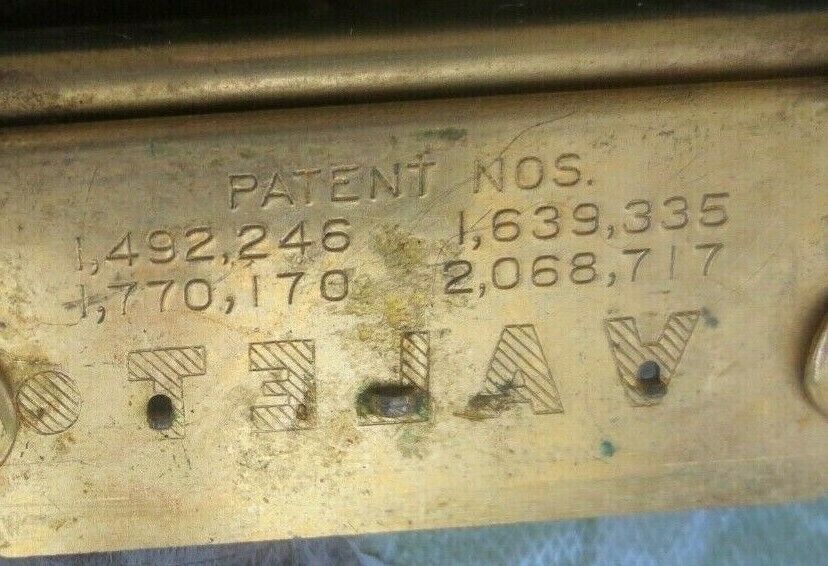 PATENT NOS.
1,492,246 1,639,335
1,770,170 2,068,717
VALET